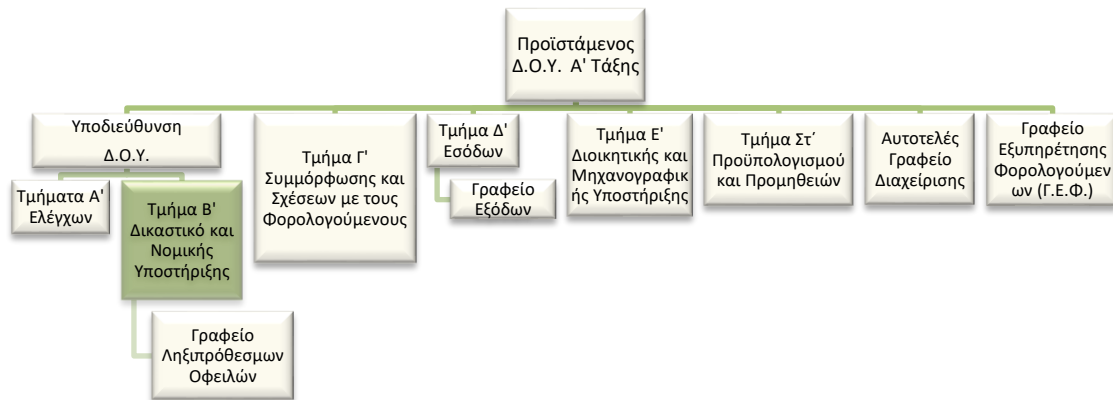 Προϊστάμενος
Δ.Ο.Υ. Α' Τάξης
Υποδιεύθυνση
Δ.Ο.Υ.
Τμήματα Α'
Ελέγχων
Τμήμα Β'
Δικαστικό και
Νομικής
Υποστήριξης
Γραφείο
Ληξιπρόθεσμων
Οφειλών
Τμήμα Γ'
Συμμόρφωσης και
Σχέσεων με τους
Φορολογούμενους
Τμήμα Δ'
Εσόδων
Γραφείο
Εξόδων
Τμήμα Ε'
Διοικητικής και
Μηχανογραφικ
ής Υποστήριξης
Τμήμα Στ΄
Προϋπολογισμού
και Προμηθειών
Αυτοτελές
Γραφείο
Διαχείρισης
Γραφείο
Εξυπηρέτησης
Φορολογούμεν
ων (Γ.Ε.Φ.)